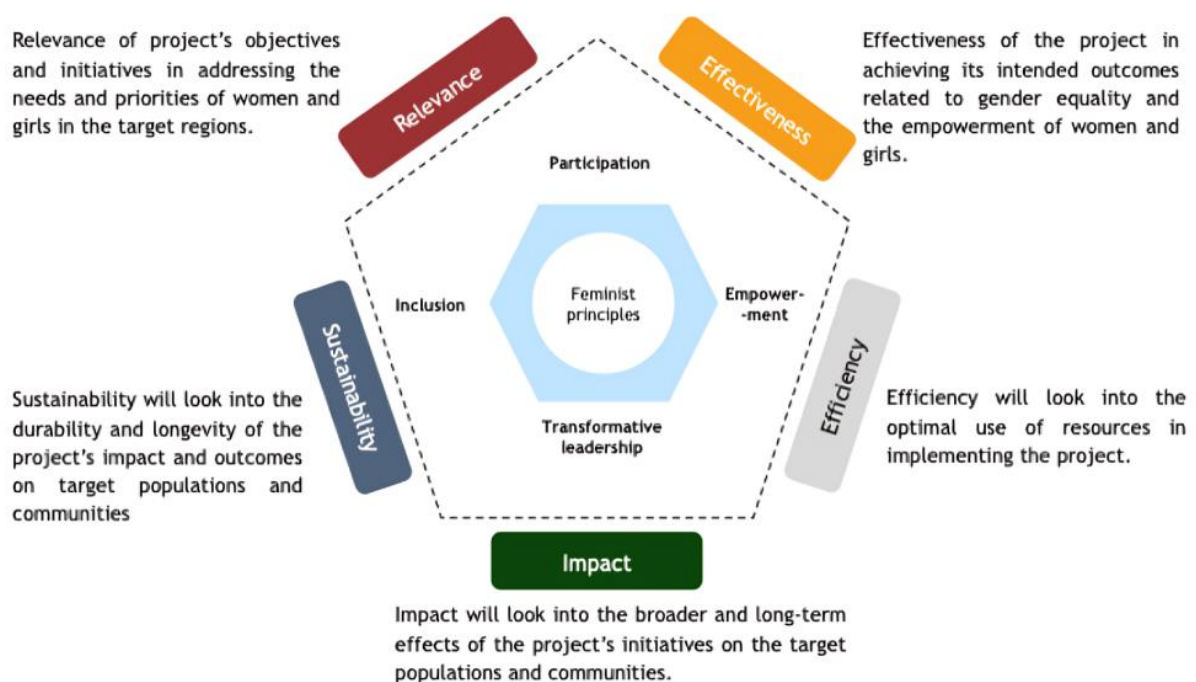 Relevance of project's objectives
and initiatives in addressing the
needs and priorities of women and
girls in the target regions.
Relevance
Effectiveness
Effectiveness of the project in
achieving its intended outcomes
related to gender equality and
the empowerment of women and
girls.
Participation
Inclusion
Feminist
principles
Empower-
-ment
Transformative
leadership
Sustainability
Sustainability will look into the
durability and longevity of the
project's impact and outcomes
on target populations and
communities
Efficiency
Efficiency will look into the
optimal use of resources in
implementing the project.
Impact
Impact will look into the broader and long-term
effects of the project's initiatives on the target
populations and communities.